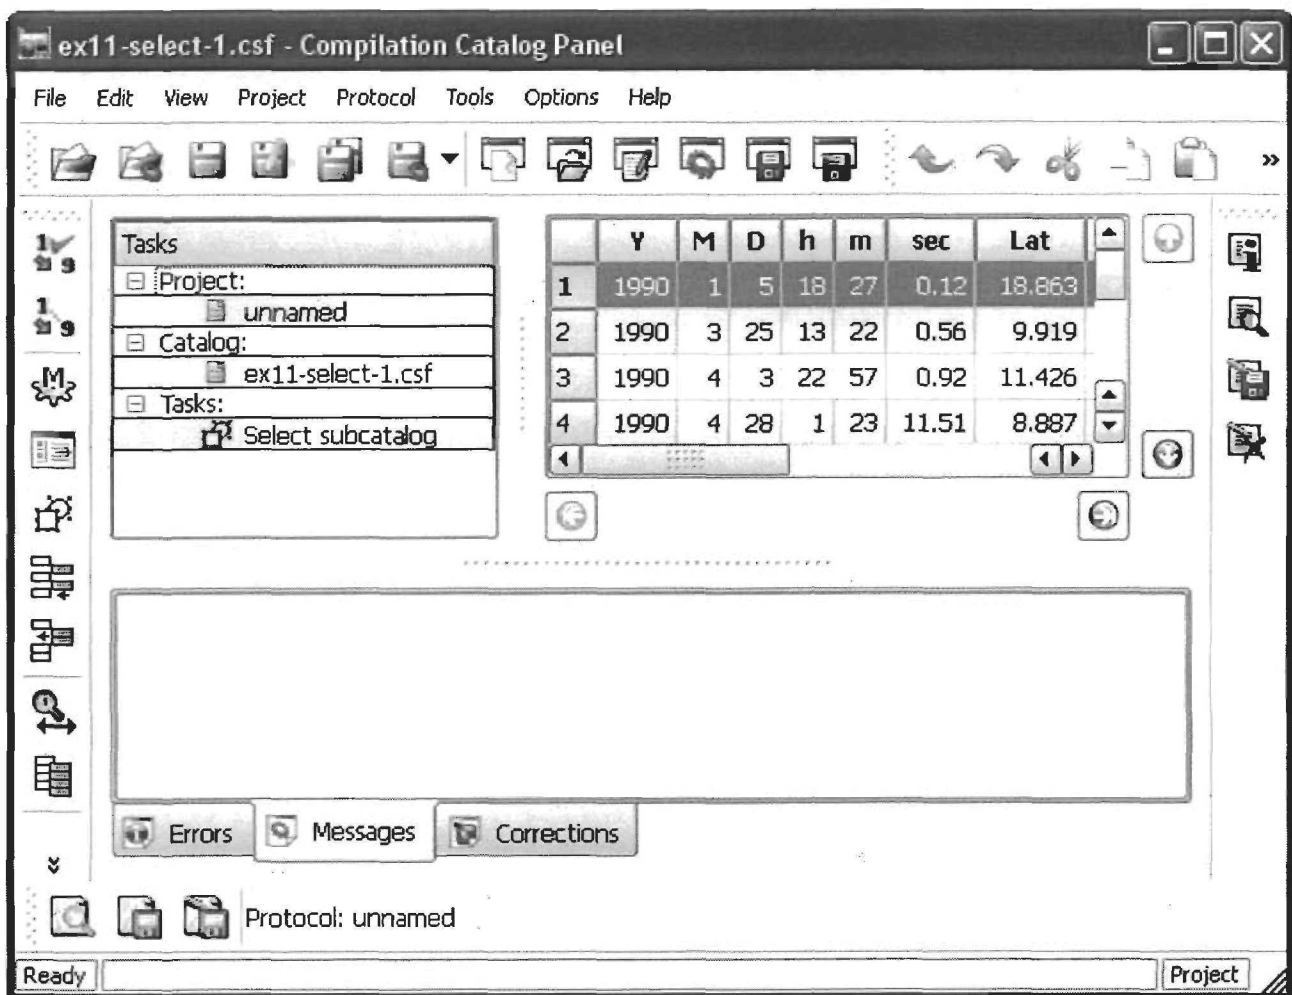 ex11-select-1.csf - Compilation Catalog Panel
File Edit View Project Protocol Tools Options Help
Tasks
Project:
unnamed
Catalog:
ex11-select-1.csf
Tasks:
Select subcatalog
Y M D h m sec Lat
1 1990 1 5 18 27 0.12 18.863
2 1990 3 25 13 22 0.56 9.919
3 1990 4 3 22 57 0.92 11.426
4 1990 4 28 1 23 11.51 8.887
Errors Messages Corrections
Protocol: unnamed
Ready Project